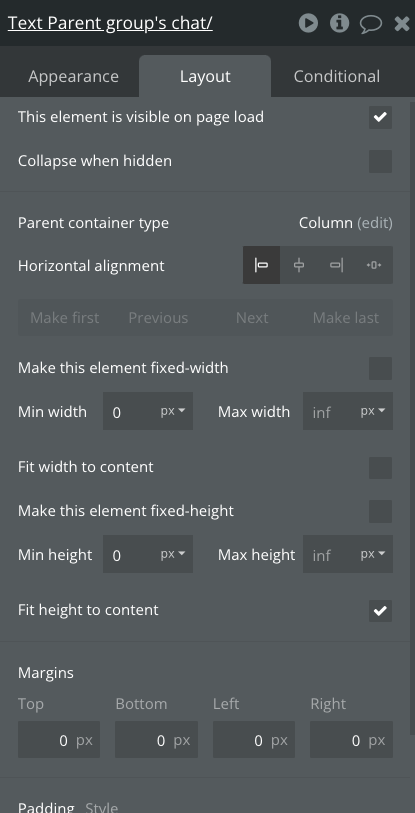 Text Parent group's chat/
Appearance Layout Conditional
This element is visible on page load
Collapse when hidden
Parent container type Column (edit)
Horizontal alignment
Make first Previous Next Make last
Make this element fixed-width
Min width 0 px Max width inf px
Fit width to content
Make this element fixed-height
Min height 0 px Max height inf px
Fit height to content
Margins
Top Bottom Left Right
0 px 0 px 0 px 0 px
Padding Style